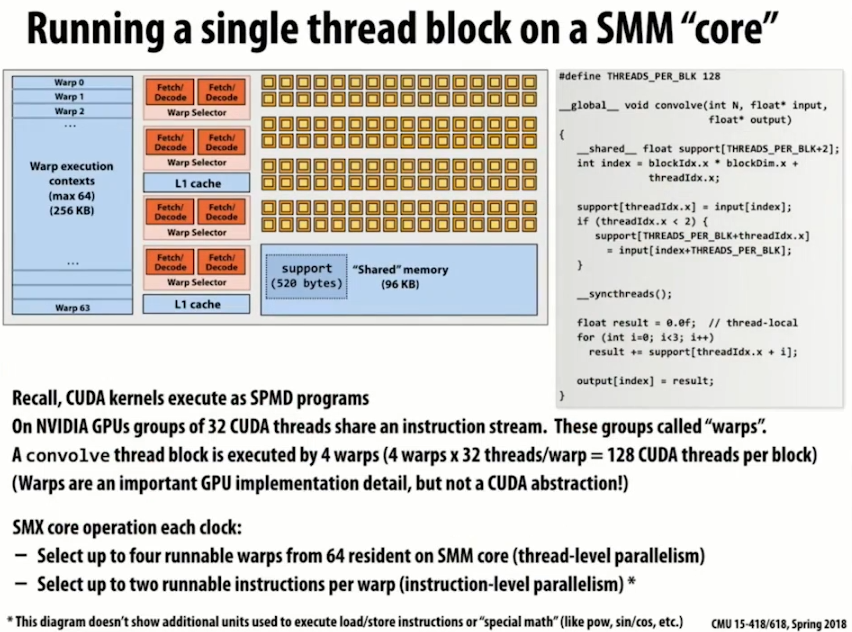 Running a single thread block on a SMM “core”
Warp 0
Warp 1
Warp 2
...
Warp execution
contexts
(max 64)
(256 KB)
...
Warp 63
Fetch/
Decode
Fetch/
Decode
Warp Selector
Fetch/
Decode
Fetch/
Decode
Warp Selector
L1 cache
Fetch/
Decode
Fetch/
Decode
Warp Selector
Fetch/
Decode
Fetch/
Decode
Warp Selector
L1 cache
support
(520 bytes)
“Shared” memory
(96 KB)
#define THREADS_PER_BLK 128
__global__ void convolve(int N, float* input,
float* output)
{
__shared__ float support[THREADS_PER_BLK+2];
int index = blockIdx.x * blockDim.x +
threadIdx.x;
support[threadIdx.x] = input[index];
if (threadIdx.x < 2) {
support[THREADS_PER_BLK+threadIdx.x]
= input[index+THREADS_PER_BLK];
}
__syncthreads();
float result = 0.0f;  // thread-local
for (int i=0; i<3; i++)
result += support[threadIdx.x + i];
output[index] = result;
}
Recall, CUDA kernels execute as SPMD programs
On NVIDIA GPUs groups of 32 CUDA threads share an instruction stream. These groups called “warps”.
A convolve thread block is executed by 4 warps (4 warps x 32 threads/warp = 128 CUDA threads per block)
(Warps are an important GPU implementation detail, but not a CUDA abstraction!)
SMX core operation each clock:
– Select up to four runnable warps from 64 resident on SMM core (thread-level parallelism)
– Select up to two runnable instructions per warp (instruction-level parallelism) *
* This diagram doesn’t show additional units used to execute load/store instructions or “special math” (like pow, sin/cos, etc.)
CMU 15-418/618, Spring 2018